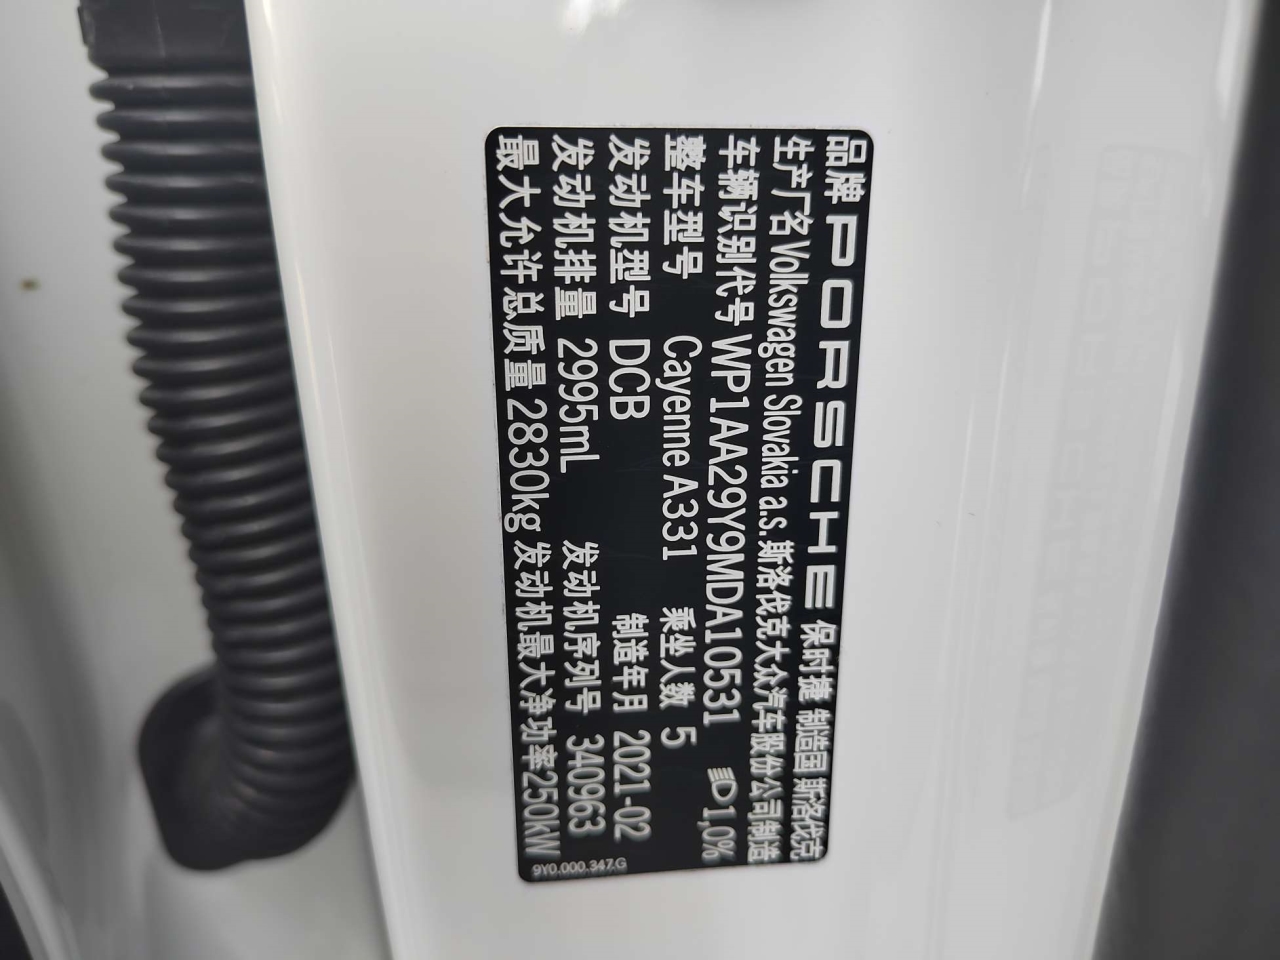 品牌 PORSCHE 保时捷 制造国 斯洛伐克
生产厂名 Volkswagen Slovakia a.s. 斯洛伐克大众汽车股份公司制造
车辆识别代号 WP1AA29Y9MDA10531 1,0%
整车型号 Cayenne A331 乘坐人数 5
发动机型号 DCB 制造年月 2021-02
发动机排量 2995mL 发动机序列号 340963
最大允许总质量 2830kg 发动机最大净功率250kW
9Y0.000.347.G